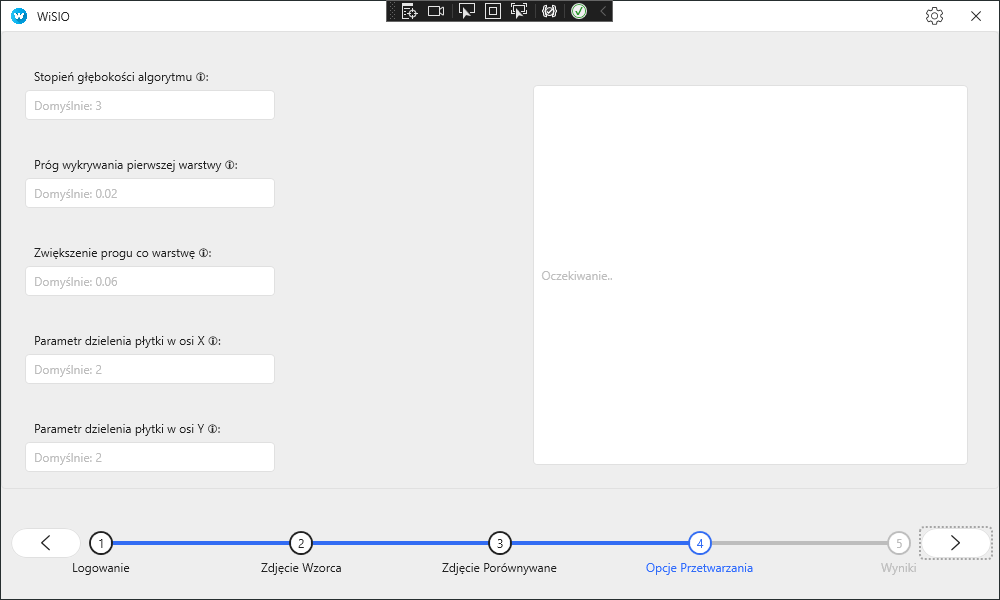 WiSIO
Stopień głębokości algorytmu 🛈:
Domyślnie: 3
Próg wykrywania pierwszej warstwy 🛈:
Domyślnie: 0.02
Zwiększenie progu co warstwę 🛈:
Domyślnie: 0.06
Parametr dzielenia płytki w osi X 🛈:
Domyślnie: 2
Parametr dzielenia płytki w osi Y 🛈:
Domyślnie: 2
Oczekiwanie..
1
2
3
4
5
Logowanie
Zdjęcie Wzorca
Zdjęcie Porównywane
Opcje Przetwarzania
Wyniki